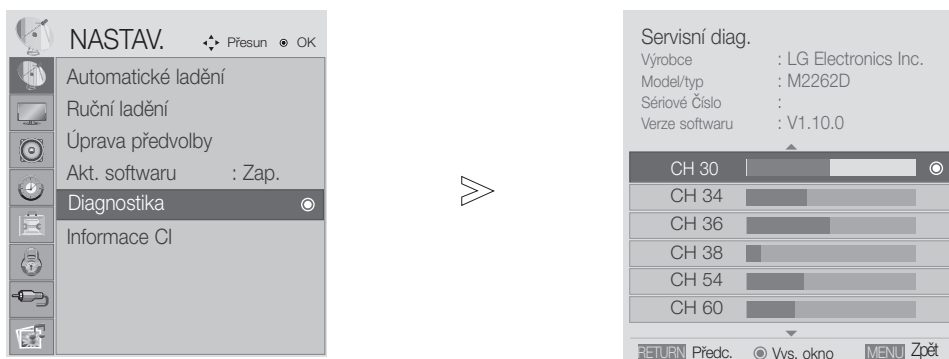 NASTAV. Přesun OK
Automatické ladění
Ruční ladění
Úprava předvolby
Akt. softwaru : Zap.
Diagnostika
Informace CI
Servisní diag.
Výrobce : LG Electronics Inc.
Model/typ : M2262D
Sériové Číslo :
Verze softwaru : V1.10.0
CH 30
CH 34
CH 36
CH 38
CH 54
CH 60
RETURN Předc. Vys. okno MENU Zpět